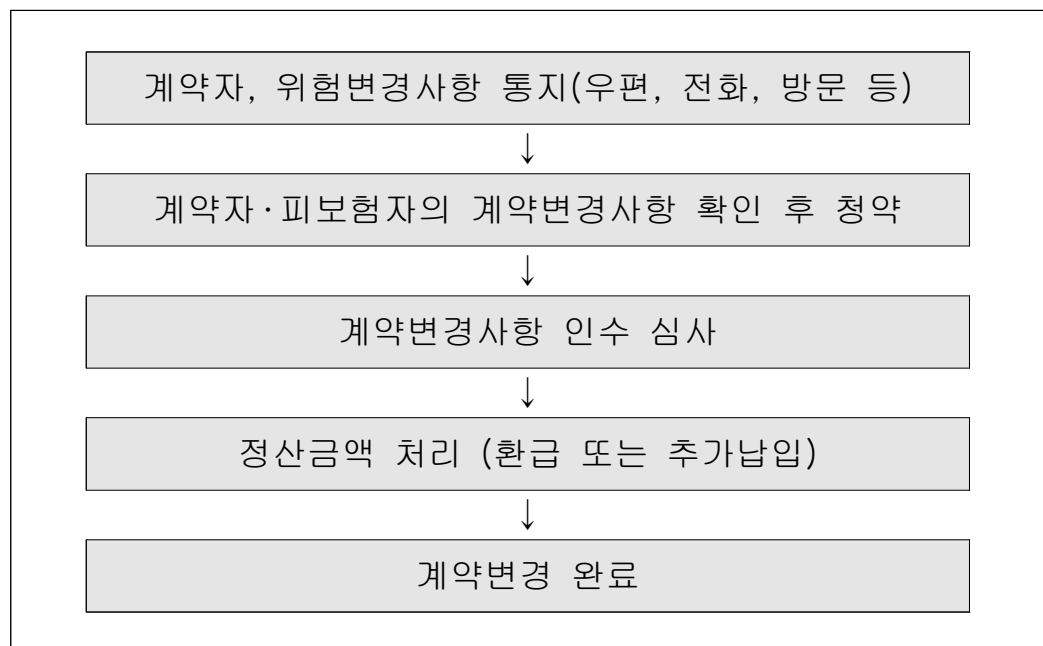 계약자, 위험변경사항 통지(우편, 전화, 방문 등)
↓
계약자·피보험자의 계약변경사항 확인 후 청약
↓
계약변경사항 인수 심사
↓
정산금액 처리 (환급 또는 추가납입)
↓
계약변경 완료